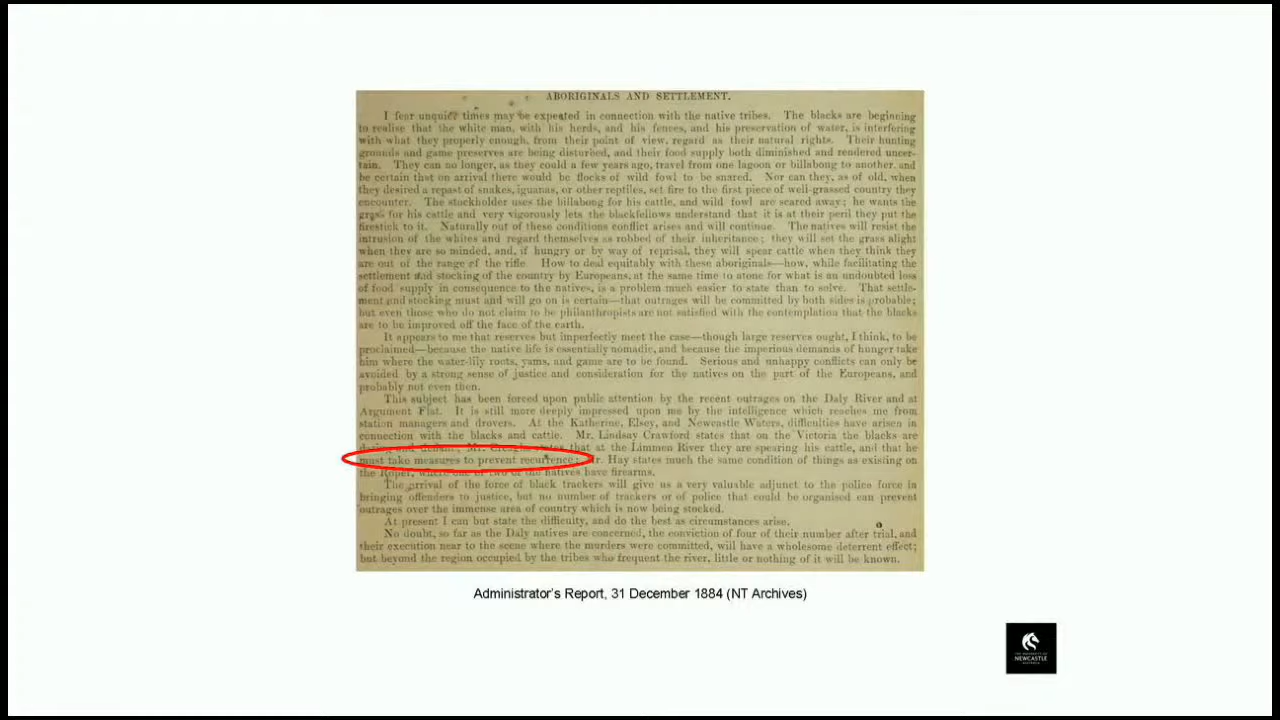 ABORIGINALS AND SETTLEMENT.
I fear unquiet times may be expected in connection with the native tribes. The blacks are beginning
to realise that the white man, with his herds, and his fences, and his preservation of water, is interfering
with what they properly enough, from their point of view, regard as their natural rights. Their hunting
grounds and game preserves are being disturbed, and their food supply both diminished and rendered uncer-
tain. They can no longer, as they could a few years ago, travel from one lagoon or billabong to another, and
be certain that on arrival there would be flocks of wild fowl to be snared. Nor can they, as of old, when
they desired a repast of snakes, iguanas, or other reptiles, set fire to the first piece of well-grassed country they
encounter. The stockholder uses the billabong for his cattle, and wild fowl are scared away; he wants the
grass for his cattle and very vigorously lets the blackfellows understand that it is at their peril they put the
firestick to it. Naturally out of these conditions conflict arises and will continue. The natives will resist the
intrusion of the whites and regard themselves as robbed of their inheritance; they will set the grass alight
when they are so minded, and, if hungry or by way of reprisal, they will spear cattle when they think they
are out of the range of the rifle. How to deal equitably with these aboriginals—how, while facilitating the
settlement and stocking of the country by Europeans, at the same time to atone for what is an undoubted loss
of food supply in consequence to the natives, is a problem much easier to state than to solve. That settle-
ment and stocking must and will go on is certain—that outrages will be committed by both sides is probable;
but even those who do not claim to be philanthropists are not satisfied with the contemplation that the blacks
are to be improved off the face of the earth.
It appears to me that reserves but imperfectly meet the case—though large reserves ought, I think, to be
proclaimed—because the native life is essentially nomadic, and because the imperious demands of hunger take
him where the water-lily roots, yams, and game are to be found. Serious and unhappy conflicts can only be
avoided by a strong sense of justice and consideration for the natives on the part of the Europeans, and
probably not even then.
This subject has been forced upon public attention by the recent outrages on the Daly River and at
Argument Flat. It is still more deeply impressed upon me by the intelligence which reaches me from
station managers and drovers. At the Katherine, Elsey, and Newcastle Waters, difficulties have arisen in
connection with the blacks and cattle. Mr. Lindsay Crawford states that on the Victoria the blacks are
Mr. that at the Limmen River they are spearing his cattle, and that he
must take measures to prevent recurrence; Mr. Hay states much the same condition of things as existing on
the Roper, where one or two of the natives have firearms.
The arrival of the force of black trackers will give us a very valuable adjunct to the police force in
bringing offenders to justice, but no number of trackers or of police that could be organised can prevent
outrages over the immense area of country which is now being stocked.
At present I can but state the difficulty, and do the best as circumstances arise.
No doubt, so far as the Daly natives are concerned, the conviction of four of their number after trial, and
their execution near to the scene where the murders were committed, will have a wholesome deterrent effect;
but beyond the region occupied by the tribes who frequent the river, little or nothing of it will be known.
Administrator's Report, 31 December 1884 (NT Archives)
THE UNIVERSITY OF
NEWCASTLE
AUSTRALIA